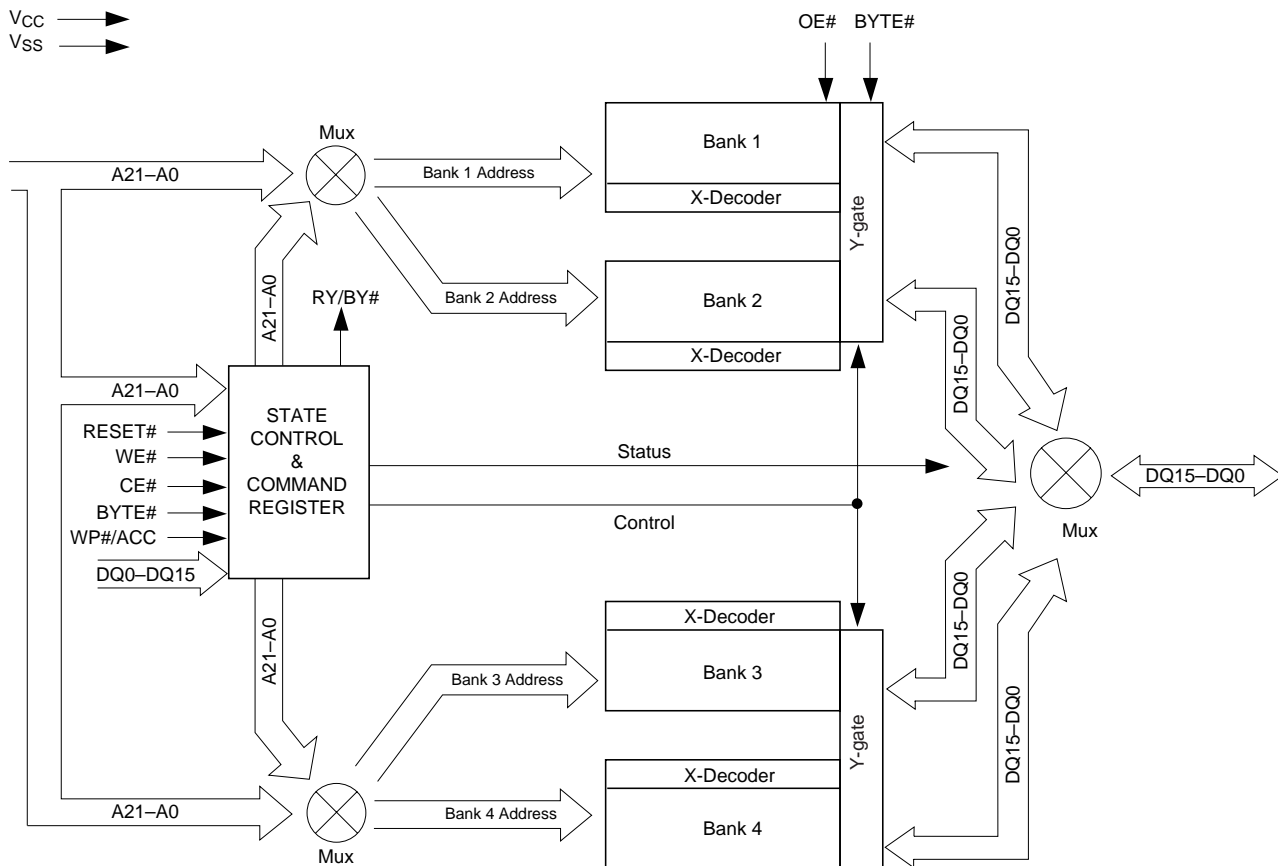 VCC
VSS
OE# BYTE#
Mux
A21–A0
Bank 1 Address
Bank 1
X-Decoder
Y-gate
DQ15–DQ0
A21–A0
RY/BY#
Bank 2 Address
Bank 2
X-Decoder
DQ15–DQ0
A21–A0
RESET#
WE#
CE#
BYTE#
WP#/ACC
DQ0–DQ15
STATE
CONTROL
&
COMMAND
REGISTER
Status
Control
DQ15–DQ0
Mux
A21–A0
Bank 3 Address
X-Decoder
Bank 3
Y-gate
DQ15–DQ0
DQ15–DQ0
A21–A0
Mux
Bank 4 Address
X-Decoder
Bank 4